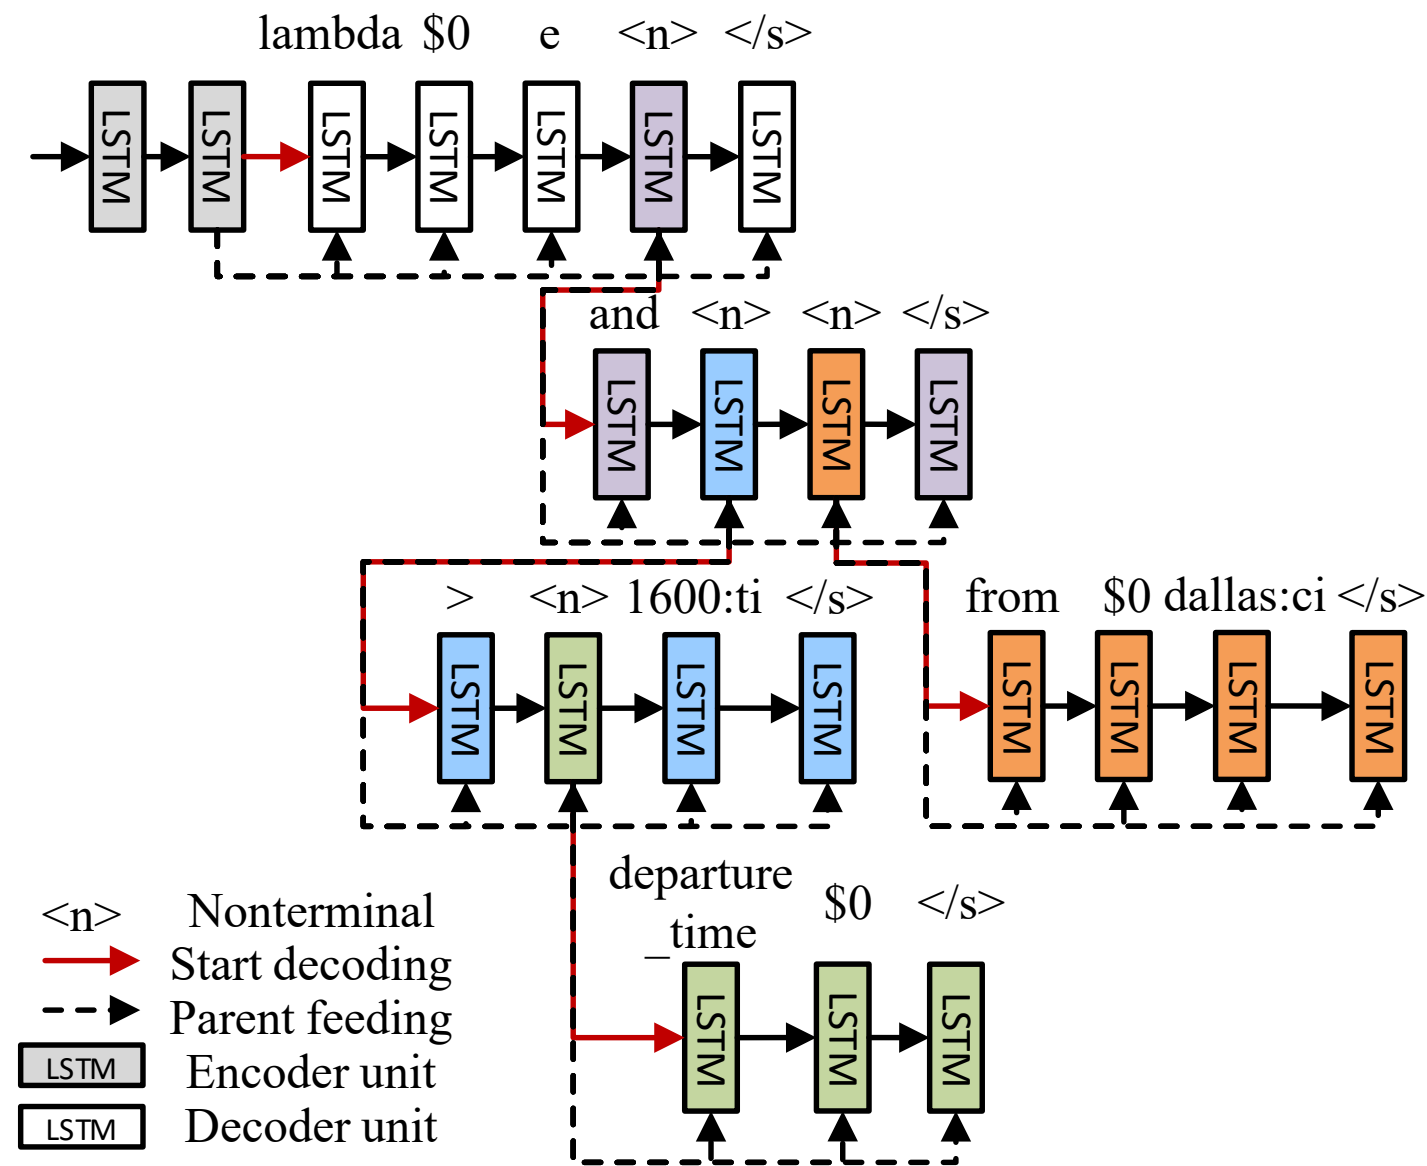 lambda $0 e <n> </s>
LSTM LSTM LSTM LSTM LSTM LSTM LSTM
and <n> <n> </s>
LSTM LSTM LSTM LSTM
> <n> 1600:ti </s>
from $0 dallas:ci </s>
LSTM LSTM LSTM LSTM
LSTM LSTM LSTM LSTM
departure
_time
$0 </s>
LSTM LSTM LSTM
<n> Nonterminal
Start decoding
Parent feeding
LSTM Encoder unit
LSTM Decoder unit